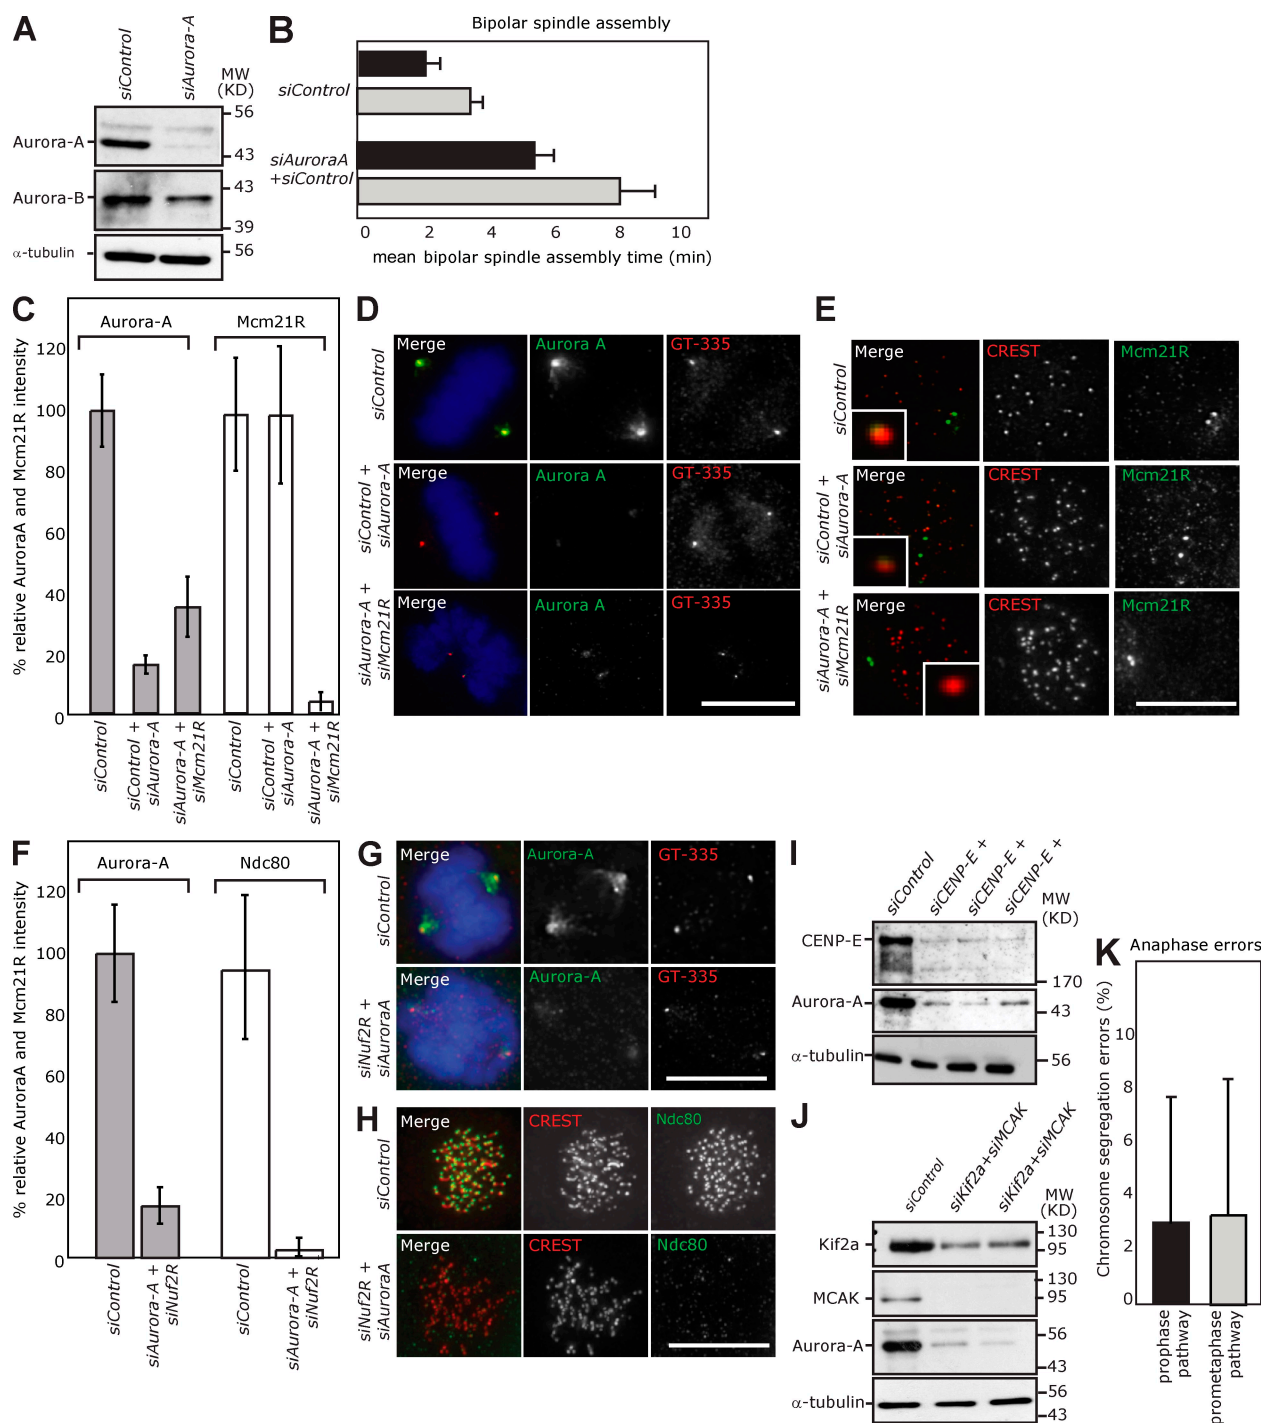 A
siControl
siAurora-A
MW
(KD)
Aurora-A
56
43
Aurora-B
43
39
α-tubulin
56
B
Bipolar spindle assembly
siControl
siAuroraA
+siControl
0 2 4 6 8 10
mean bipolar spindle assembly time (min)
C
% relative AuroraA and Mcm21R intensity
Aurora-A
Mcm21R
120
100
80
60
40
20
0
siControl
siControl +
siAurora-A
siAurora-A +
siMcm21R
siControl
siControl +
siAurora-A
siAurora-A +
siMcm21R
D
siControl
Merge
Aurora A
GT-335
siControl +
siAurora-A
Merge
Aurora A
GT-335
siAurora-A +
siMcm21R
Merge
Aurora A
GT-335
E
siControl
Merge
CREST
Mcm21R
siControl +
siAurora-A
Merge
CREST
Mcm21R
siAurora-A +
siMcm21R
Merge
CREST
Mcm21R
F
% relative AuroraA and Mcm21R intensity
Aurora-A
Ndc80
120
100
80
60
40
20
0
siControl
siAurora-A +
siNuf2R
siControl
siAurora-A +
siNuf2R
G
siControl
Merge
Aurora-A
GT-335
siNuf2R +
siAuroraA
Merge
Aurora-A
GT-335
H
siControl
Merge
CREST
Ndc80
siNuf2R +
siAuroraA
Merge
CREST
Ndc80
I
siControl
siCENP-E +
siCENP-E +
siCENP-E +
MW
(KD)
CENP-E
170
Aurora-A
43
α-tubulin
56
J
siControl
siKif2a+siMCAK
siKif2a+siMCAK
MW
(KD)
Kif2a
130
95
MCAK
130
95
Aurora-A
56
43
α-tubulin
56
43
K
Anaphase errors
Chromosome segregation errors (%)
10
8
6
4
2
0
prophase
pathway
prometaphase
pathway